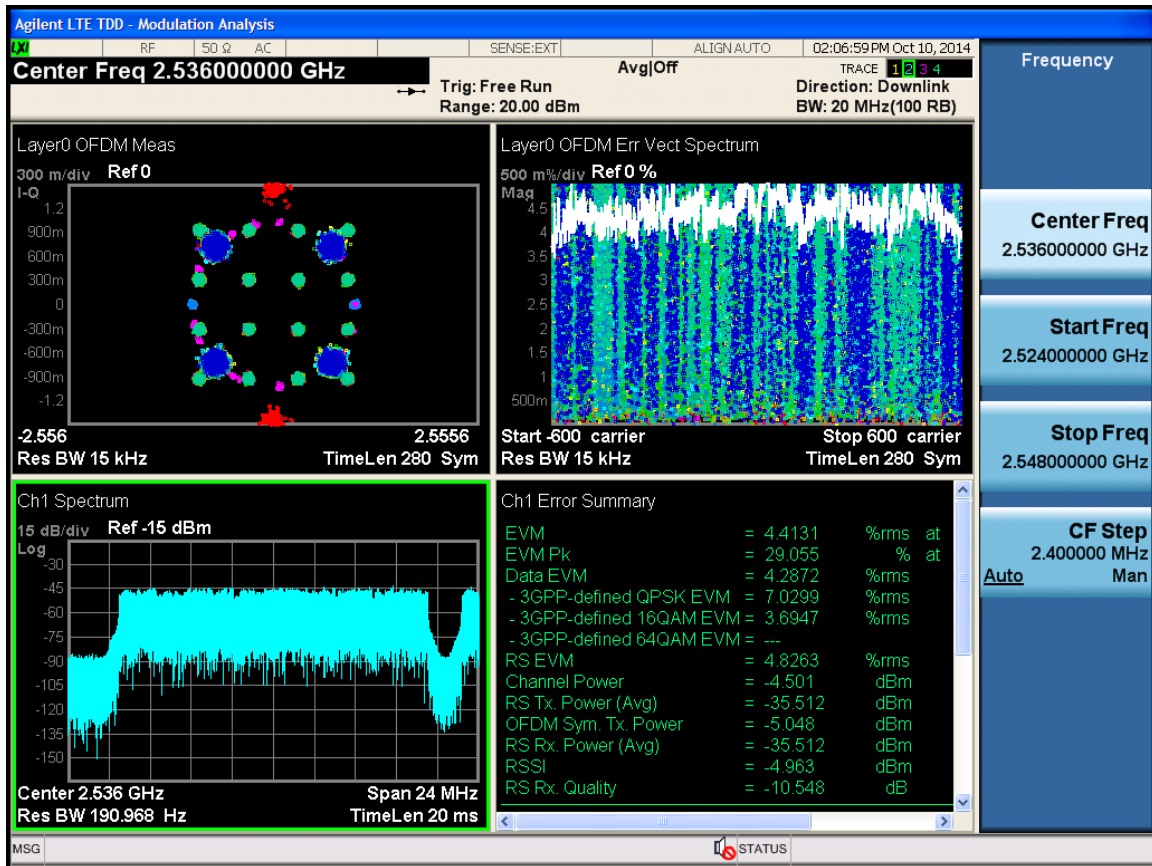 Agilent LTE TDD - Modulation Analysis
LXI RF 50 Ω AC SENSE:EXT ALIGN AUTO 02:06:59 PM Oct 10, 2014
Center Freq 2.536000000 GHz
Avg|Off
TRACE 1 2 3 4
Trig: Free Run
Direction: Downlink
Range: 20.00 dBm
BW: 20 MHz(100 RB)
Layer0 OFDM Meas
300 m/div Ref 0
I-Q
1.2
900m
600m
300m
0
-300m
-600m
-900m
-1.2
-2.556 2.5556
Res BW 15 kHz TimeLen 280 Sym
Layer0 OFDM Err Vect Spectrum
500 m%/div Ref 0 %
Mag
4.5
4
3.5
3
2.5
2
1.5
1
500m
Start -600 carrier Stop 600 carrier
Res BW 15 kHz TimeLen 280 Sym
Ch1 Spectrum
15 dB/div Ref -15 dBm
Log
-30
-45
-60
-75
-90
-105
-120
-135
-150
Center 2.536 GHz Span 24 MHz
Res BW 190.968 Hz TimeLen 20 ms
Ch1 Error Summary
EVM = 4.4131 %rms at
EVM Pk = 29.055 % at
Data EVM = 4.2872 %rms
- 3GPP-defined QPSK EVM = 7.0299 %rms
- 3GPP-defined 16QAM EVM = 3.6947 %rms
- 3GPP-defined 64QAM EVM = ---
RS EVM = 4.8263 %rms
Channel Power = -4.501 dBm
RS Tx. Power (Avg) = -35.512 dBm
OFDM Sym. Tx. Power = -5.048 dBm
RS Rx. Power (Avg) = -35.512 dBm
RSSI = -4.963 dBm
RS Rx. Quality = -10.548 dB
Frequency
Center Freq
2.536000000 GHz
Start Freq
2.524000000 GHz
Stop Freq
2.548000000 GHz
CF Step
2.400000 MHz
Auto Man
MSG STATUS